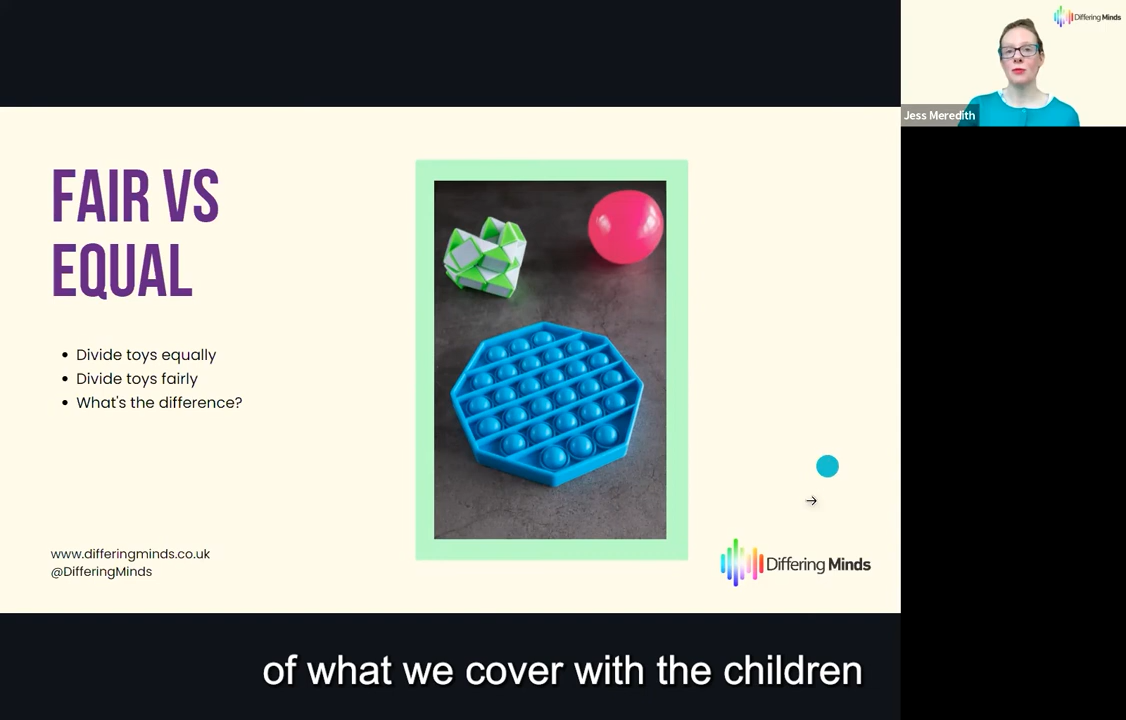 Differing Minds
Jess Meredith
FAIR VS
EQUAL
• Divide toys equally
• Divide toys fairly
• What's the difference?
www.differingminds.co.uk
@DifferingMinds
Differing Minds
of what we cover with the children